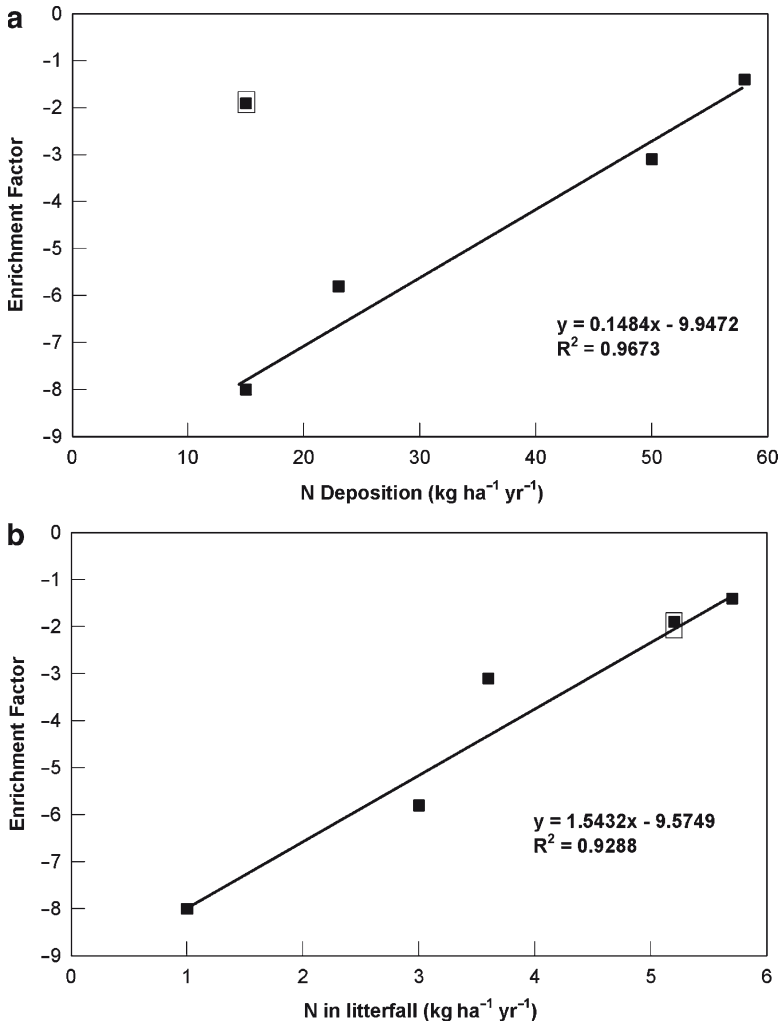 a
0
−1
−2
−3
−4
−5
−6
−7
−8
−9
Enrichment Factor
y = 0.1484x - 9.9472
R² = 0.9673
0 10 20 30 40 50 60
N Deposition (kg ha⁻¹ yr⁻¹)
b
0
−1
−2
−3
−4
−5
−6
−7
−8
−9
Enrichment Factor
y = 1.5432x - 9.5749
R² = 0.9288
0 1 2 3 4 5 6
N in litterfall (kg ha⁻¹ yr⁻¹)